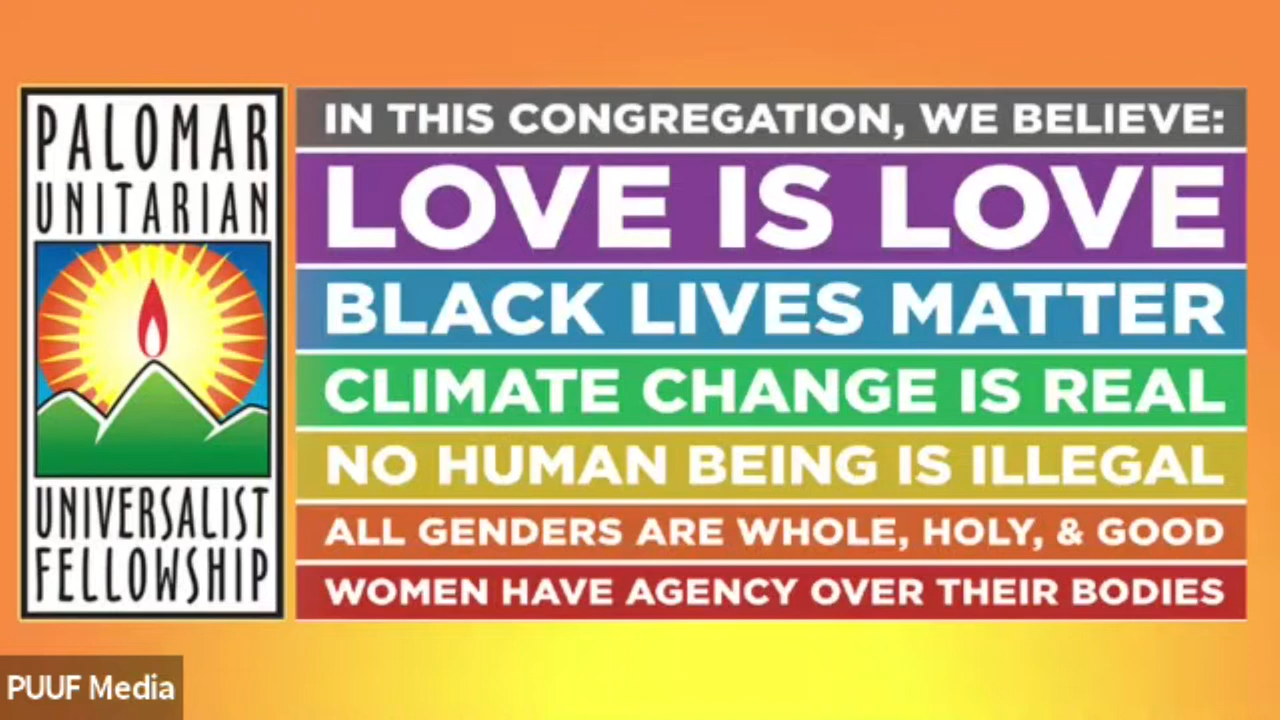 PALOMAR
UNITARIAN
UNIVERSALIST
FELLOWSHIP
IN THIS CONGREGATION, WE BELIEVE:
LOVE IS LOVE
BLACK LIVES MATTER
CLIMATE CHANGE IS REAL
NO HUMAN BEING IS ILLEGAL
ALL GENDERS ARE WHOLE, HOLY, & GOOD
WOMEN HAVE AGENCY OVER THEIR BODIES
PUUF Media